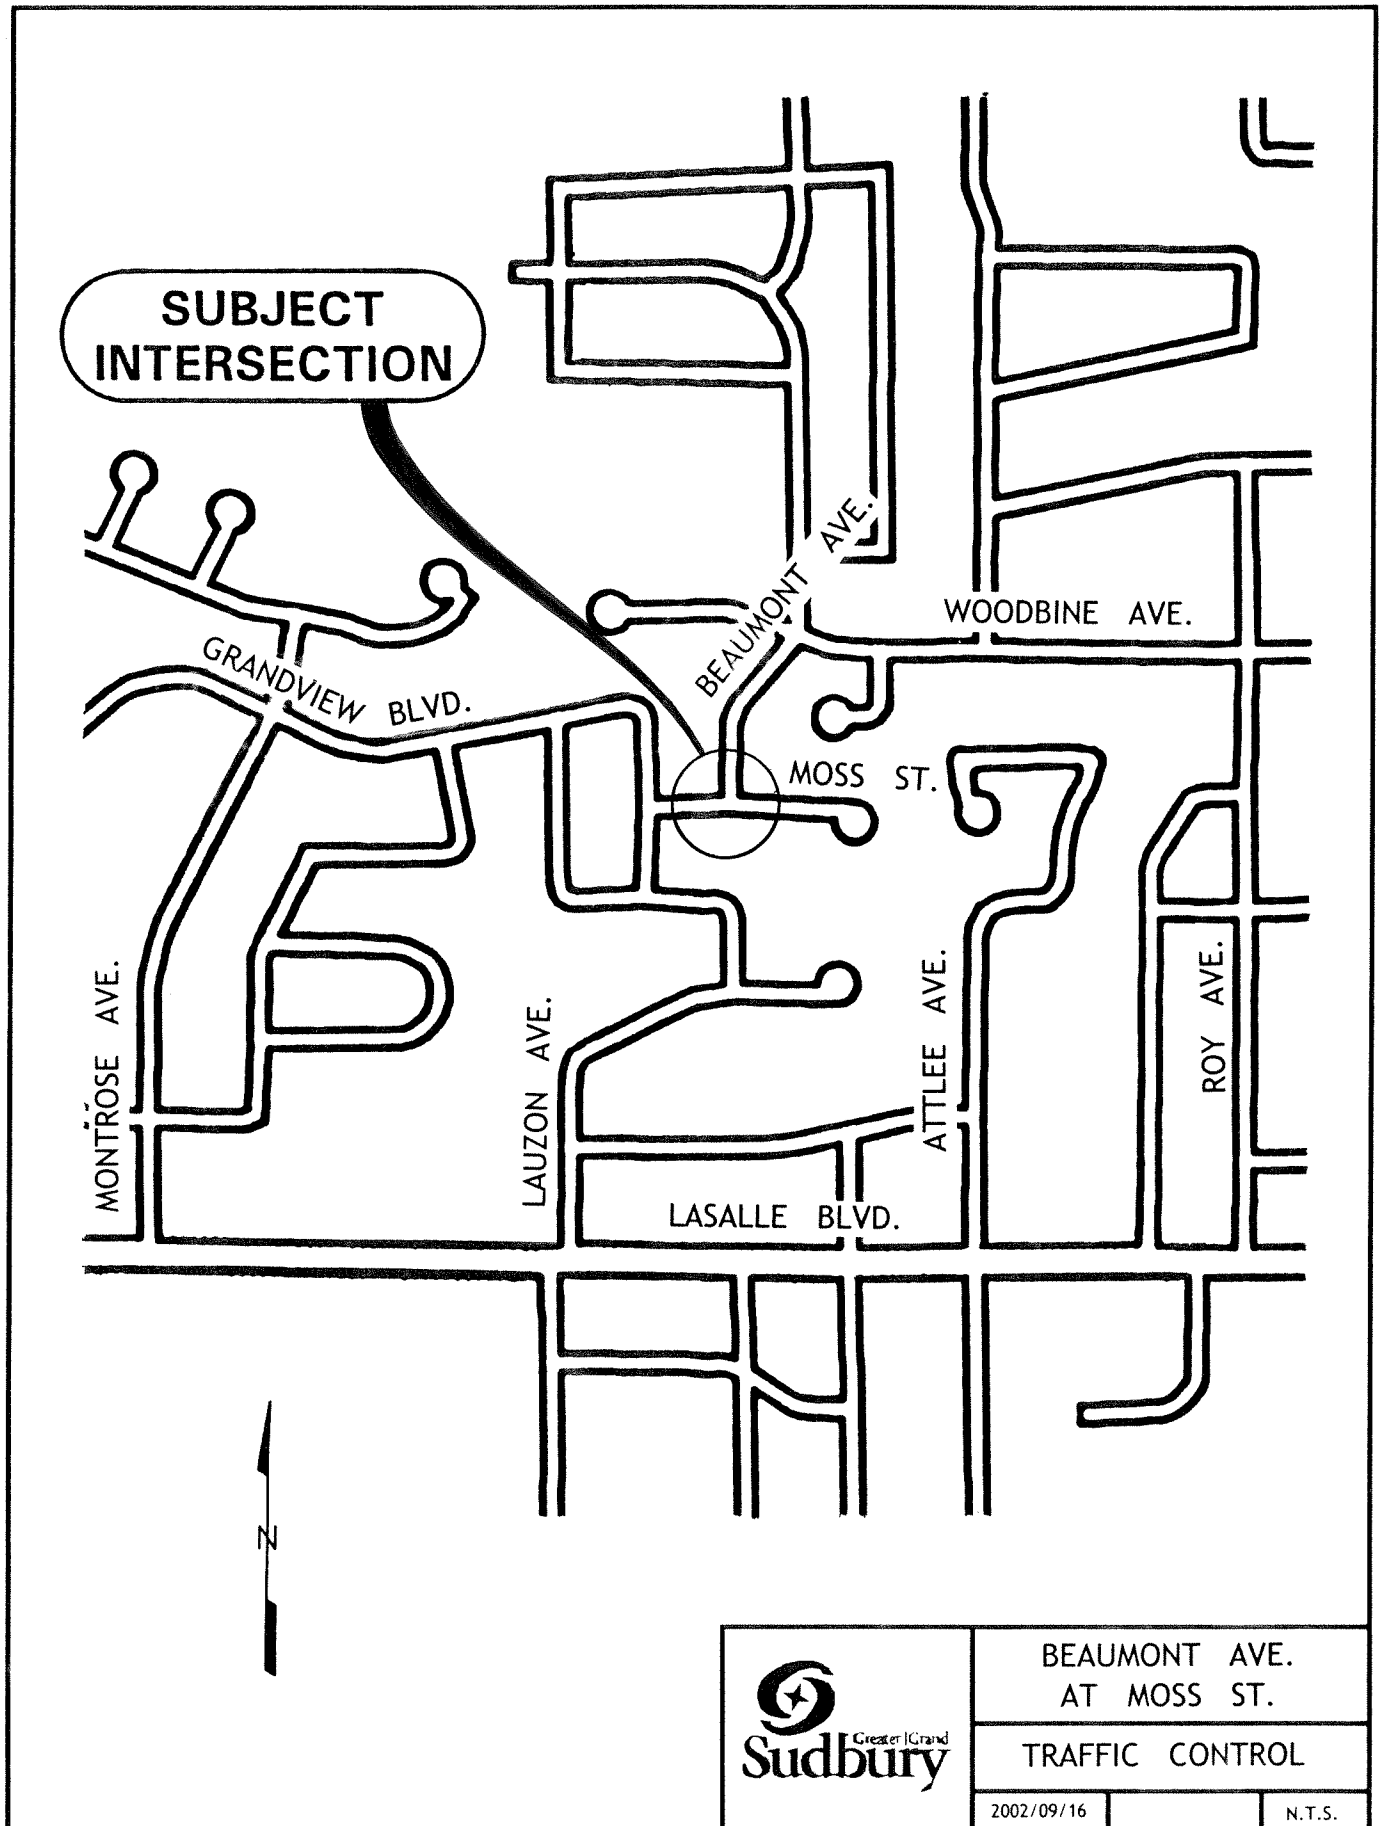 SUBJECT
INTERSECTION
BEAUMONT AVE.
WOODBINE AVE.
GRANDVIEW BLVD.
MOSS ST.
MONTROSE AVE.
LAUZON AVE.
ATTLEE AVE.
ROY AVE.
LASALLE BLVD.
N
Greater | Grand
Sudbury
BEAUMONT AVE.
AT MOSS ST.
TRAFFIC CONTROL
2002/09/16
N.T.S.